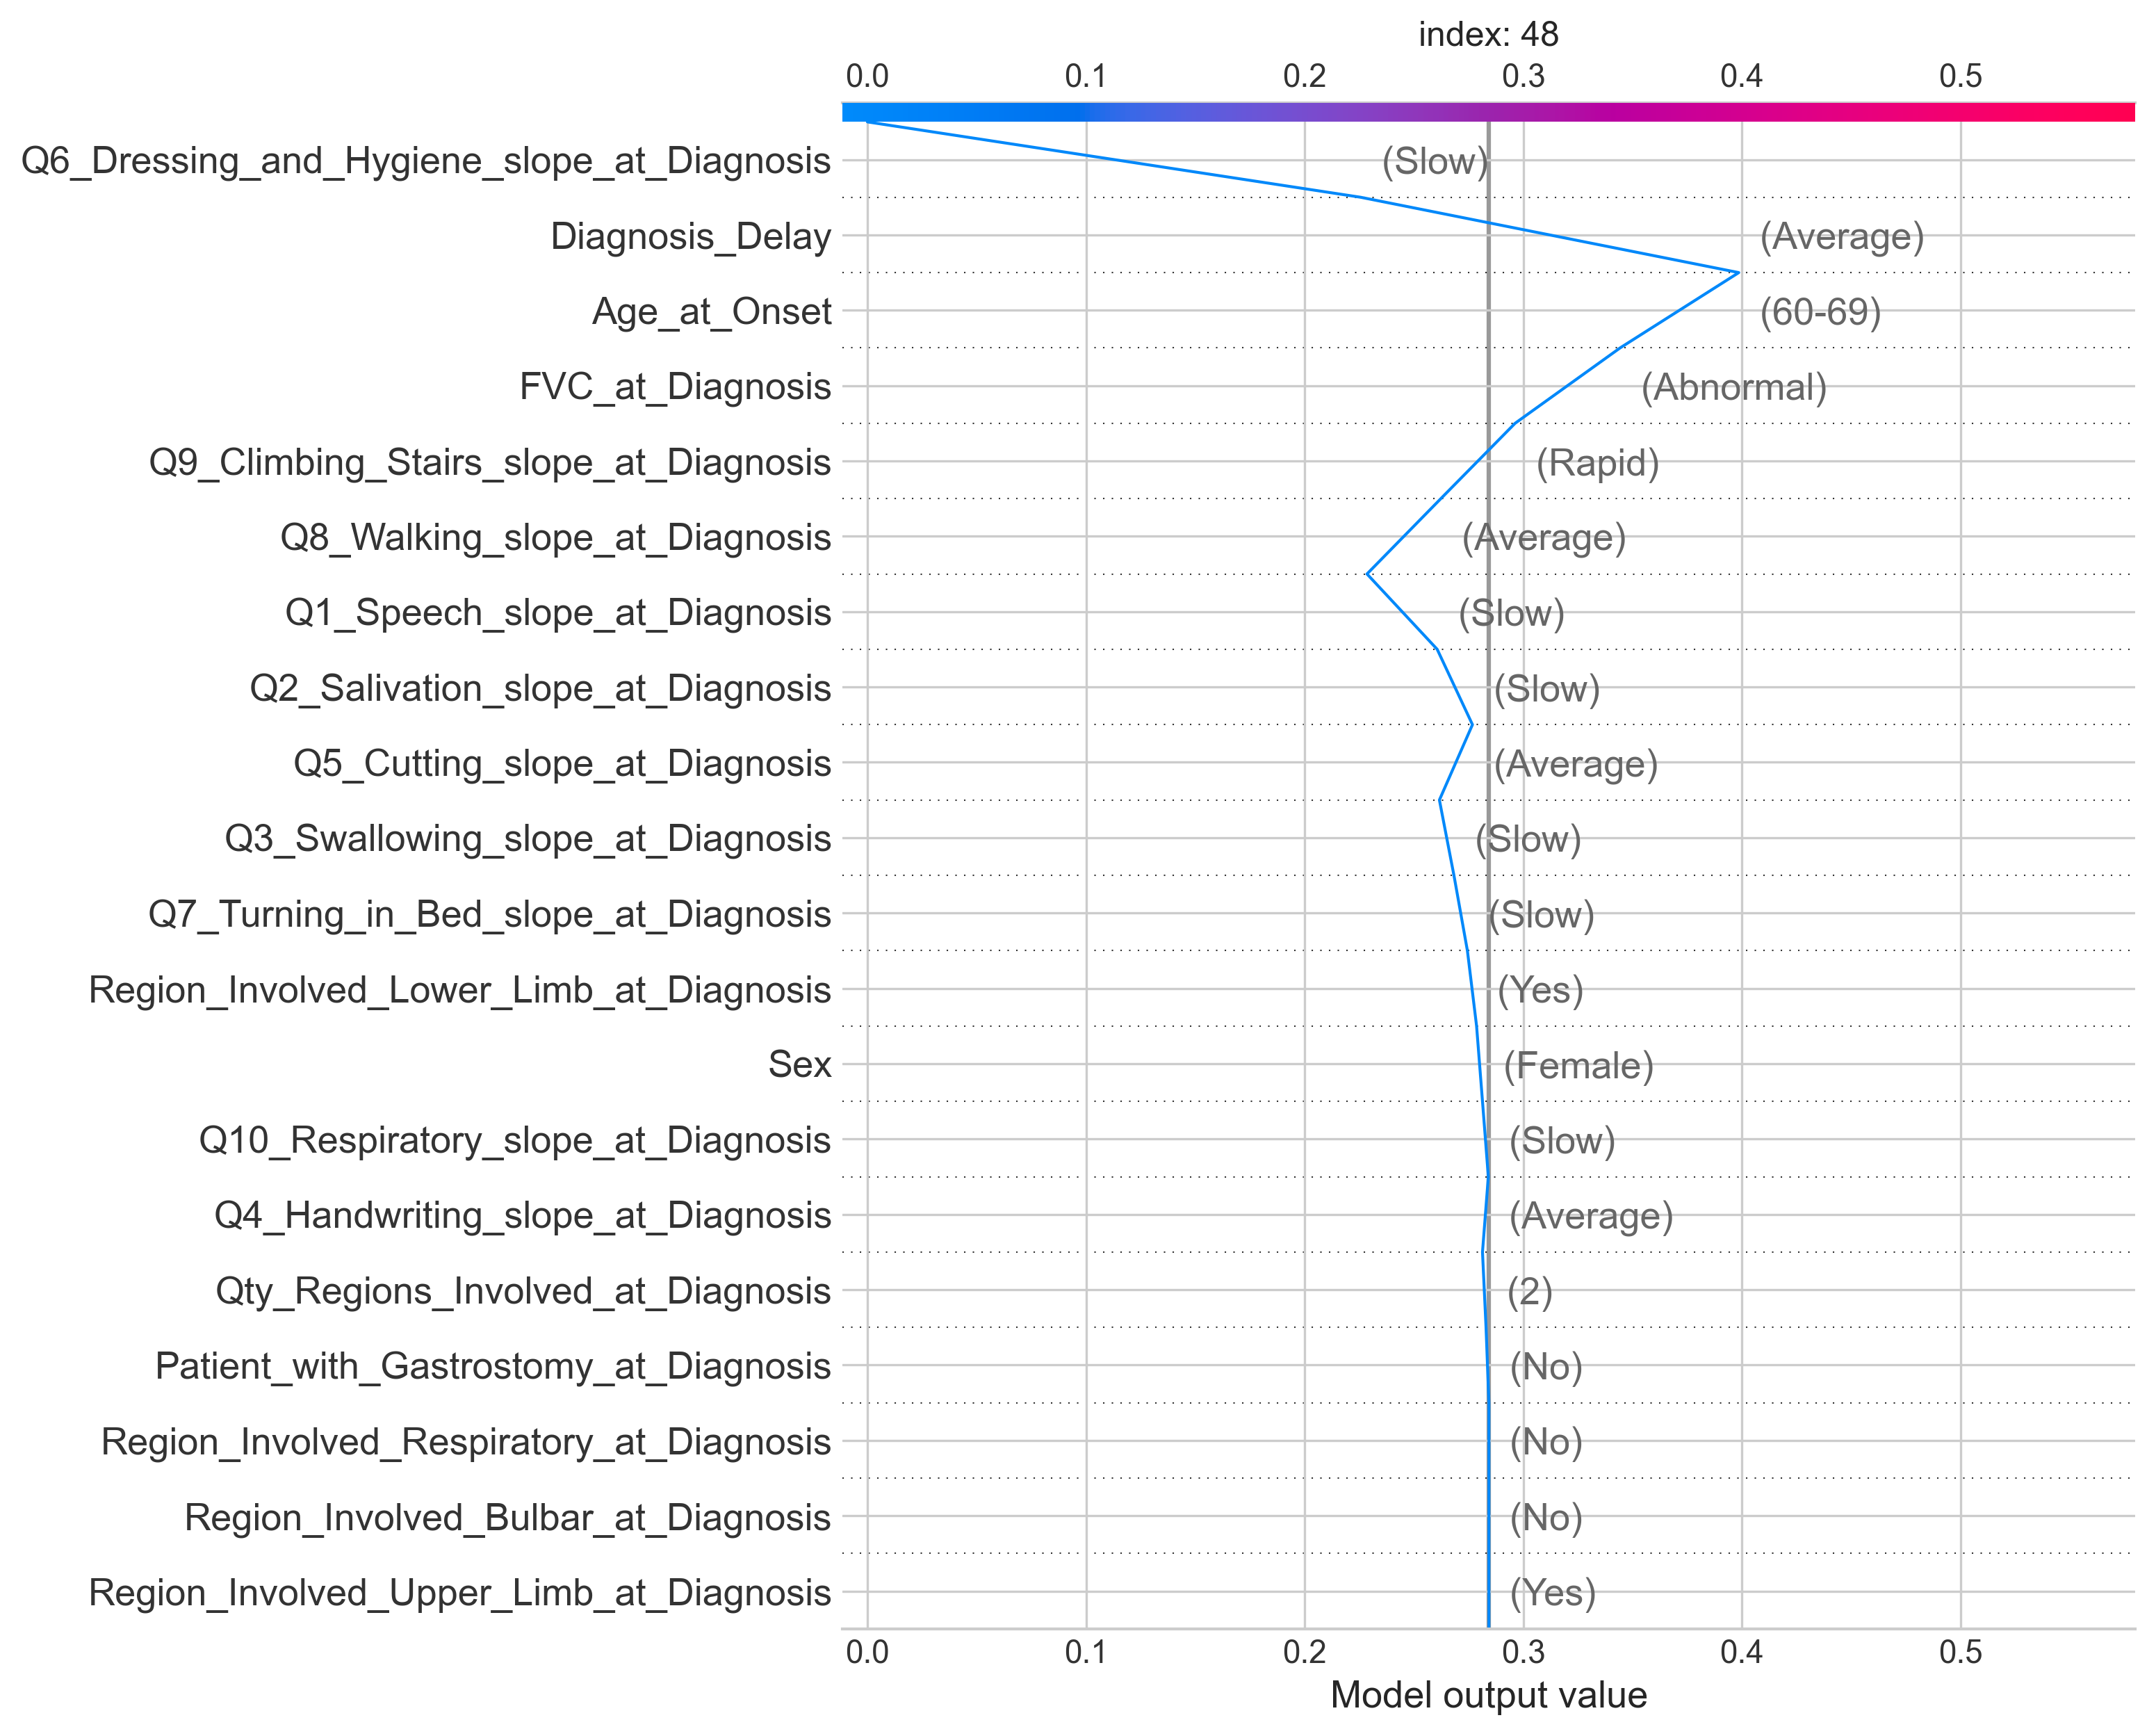 index: 48
0.0 0.1 0.2 0.3 0.4 0.5
Q6_Dressing_and_Hygiene_slope_at_Diagnosis (Slow)
Diagnosis_Delay (Average)
Age_at_Onset (60-69)
FVC_at_Diagnosis (Abnormal)
Q9_Climbing_Stairs_slope_at_Diagnosis (Rapid)
Q8_Walking_slope_at_Diagnosis (Average)
Q1_Speech_slope_at_Diagnosis (Slow)
Q2_Salivation_slope_at_Diagnosis (Slow)
Q5_Cutting_slope_at_Diagnosis (Average)
Q3_Swallowing_slope_at_Diagnosis (Slow)
Q7_Turning_in_Bed_slope_at_Diagnosis (Slow)
Region_Involved_Lower_Limb_at_Diagnosis (Yes)
Sex (Female)
Q10_Respiratory_slope_at_Diagnosis (Slow)
Q4_Handwriting_slope_at_Diagnosis (Average)
Qty_Regions_Involved_at_Diagnosis (2)
Patient_with_Gastrostomy_at_Diagnosis (No)
Region_Involved_Respiratory_at_Diagnosis (No)
Region_Involved_Bulbar_at_Diagnosis (No)
Region_Involved_Upper_Limb_at_Diagnosis (Yes)
0.0 0.1 0.2 0.3 0.4 0.5
Model output value